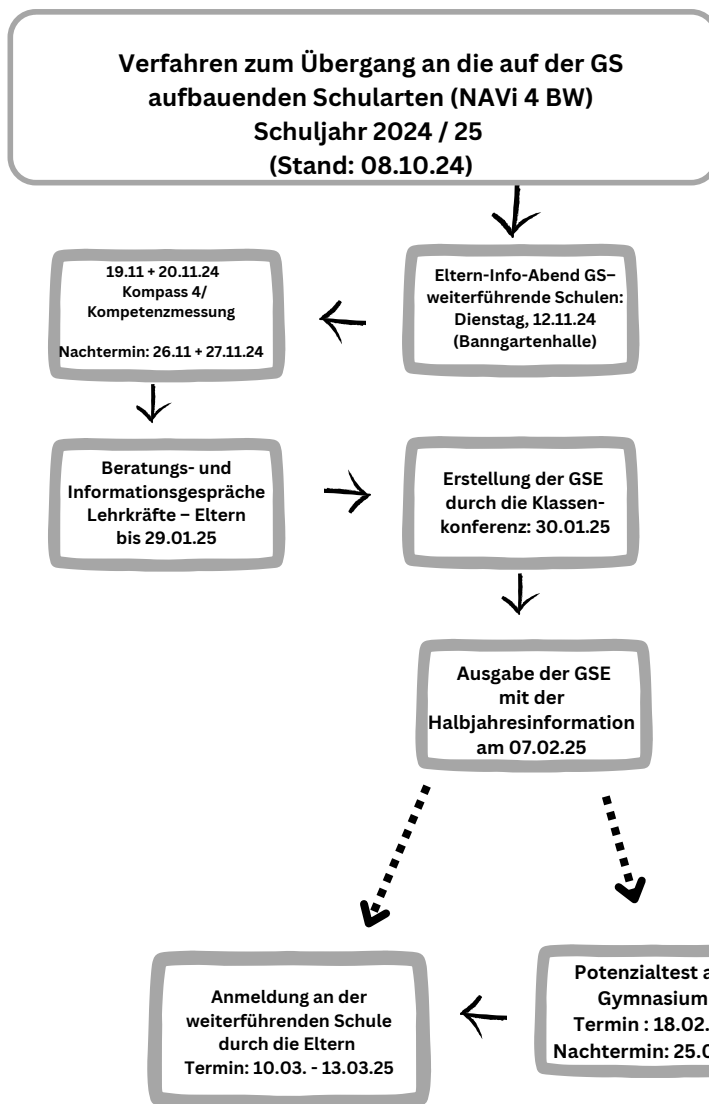 Verfahren zum Übergang an die auf der GS
aufbauenden Schularten (NAVi 4 BW)
Schuljahr 2024 / 25
(Stand: 08.10.24)
Eltern-Info-Abend GS–
weiterführende Schulen:
Dienstag, 12.11.24
(Banngartenhalle)
19.11 + 20.11.24
Kompass 4/
Kompetenzmessung
Nachtermin: 26.11 + 27.11.24
Beratungs- und
Informationsgespräche
Lehrkräfte – Eltern
bis 29.01.25
Erstellung der GSE
durch die Klassen-
konferenz: 30.01.25
Ausgabe der GSE
mit der
Halbjahresinformation
am 07.02.25
Potenzialtest
Gymnasium
Termin : 18.02.
Nachtermin: 25.0
Anmeldung an der
weiterführenden Schule
durch die Eltern
Termin: 10.03. - 13.03.25